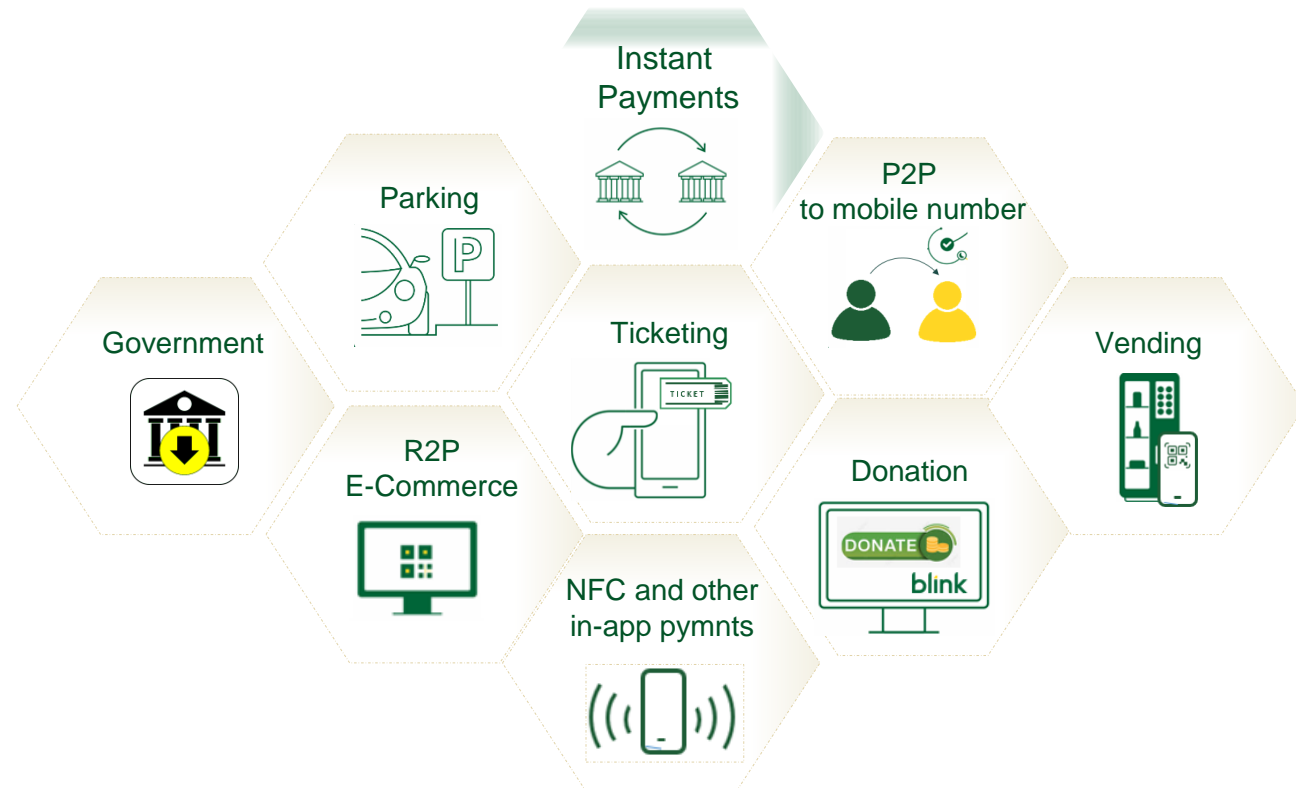 Instant
Payments
Parking
P
P2P
to mobile number
Government
Ticketing
TICKET
Vending
R2P
E-Commerce
Donation
DONATE
blink
NFC and other
in-app pymnts